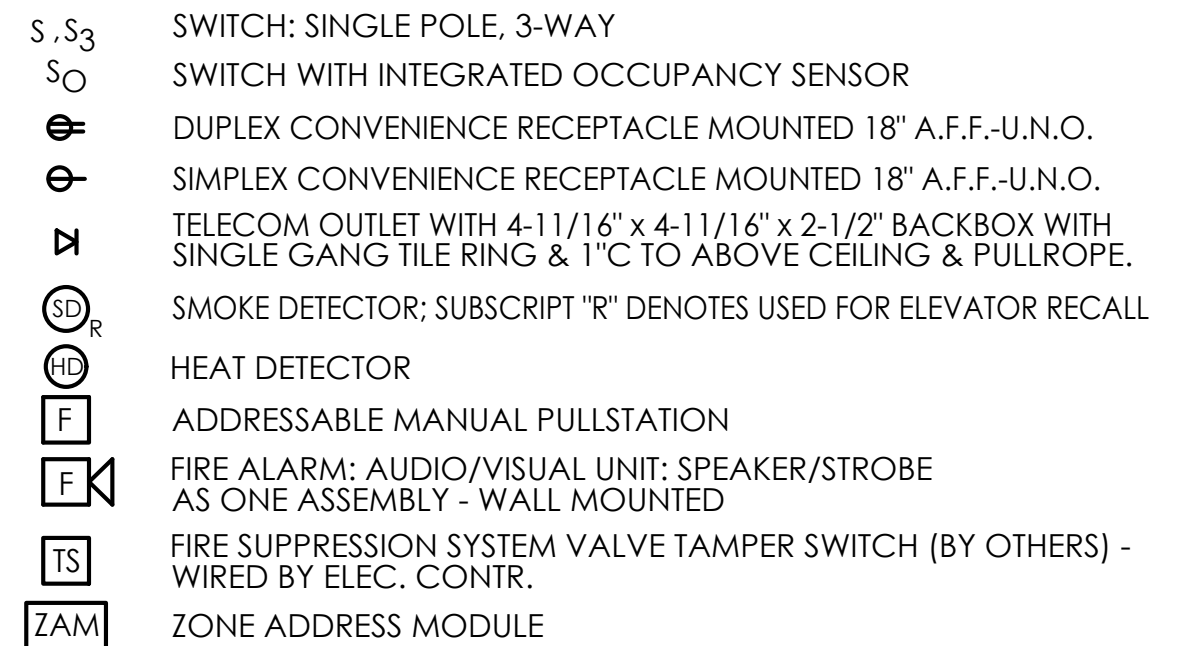 S ,S3 SWITCH: SINGLE POLE, 3-WAY
SO SWITCH WITH INTEGRATED OCCUPANCY SENSOR
DUPLEX CONVENIENCE RECEPTACLE MOUNTED 18" A.F.F.-U.N.O.
SIMPLEX CONVENIENCE RECEPTACLE MOUNTED 18" A.F.F.-U.N.O.
TELECOM OUTLET WITH 4-11/16" x 4-11/16" x 2-1/2" BACKBOX WITH
SINGLE GANG TILE RING & 1"C TO ABOVE CEILING & PULLROPE.
SD R SMOKE DETECTOR; SUBSCRIPT "R" DENOTES USED FOR ELEVATOR RECALL
HD HEAT DETECTOR
F ADDRESSABLE MANUAL PULLSTATION
F FIRE ALARM: AUDIO/VISUAL UNIT: SPEAKER/STROBE
AS ONE ASSEMBLY - WALL MOUNTED
TS FIRE SUPPRESSION SYSTEM VALVE TAMPER SWITCH (BY OTHERS) -
WIRED BY ELEC. CONTR.
ZAM ZONE ADDRESS MODULE